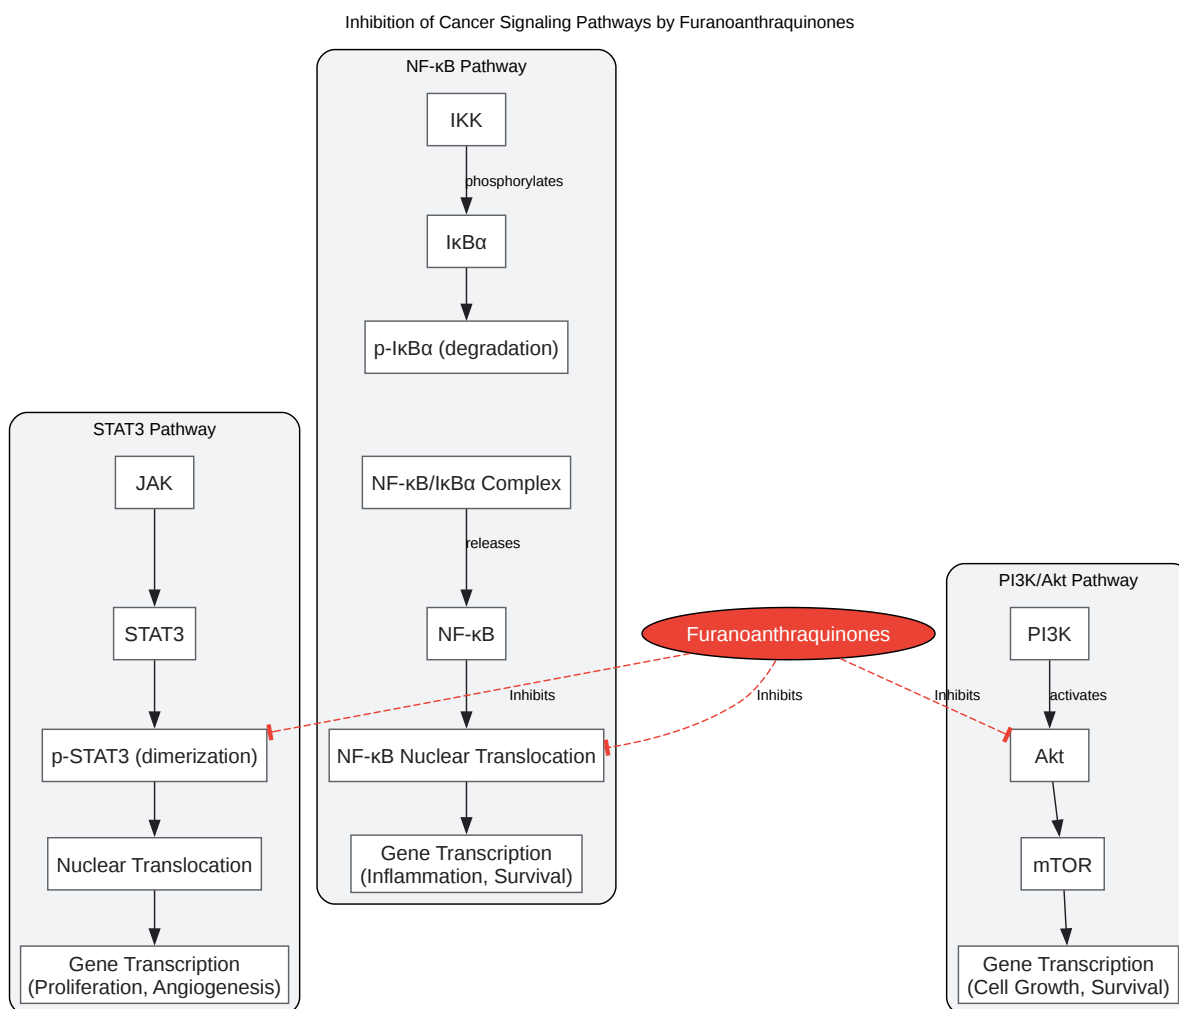 Inhibition of Cancer Signaling Pathways by Furanoanthraquinones
NF-κB Pathway
IKK
phosphorylates
IκBα
p-IκBα (degradation)
NF-κB/IκBα Complex
releases
NF-κB
NF-κB Nuclear Translocation
Gene Transcription
(Inflammation, Survival)
STAT3 Pathway
JAK
STAT3
p-STAT3 (dimerization)
Nuclear Translocation
Gene Transcription
(Proliferation, Angiogenesis)
Furanoanthraquinones
Inhibits
Inhibits
Inhibits
PI3K/Akt Pathway
PI3K
activates
Akt
mTOR
Gene Transcription
(Cell Growth, Survival)